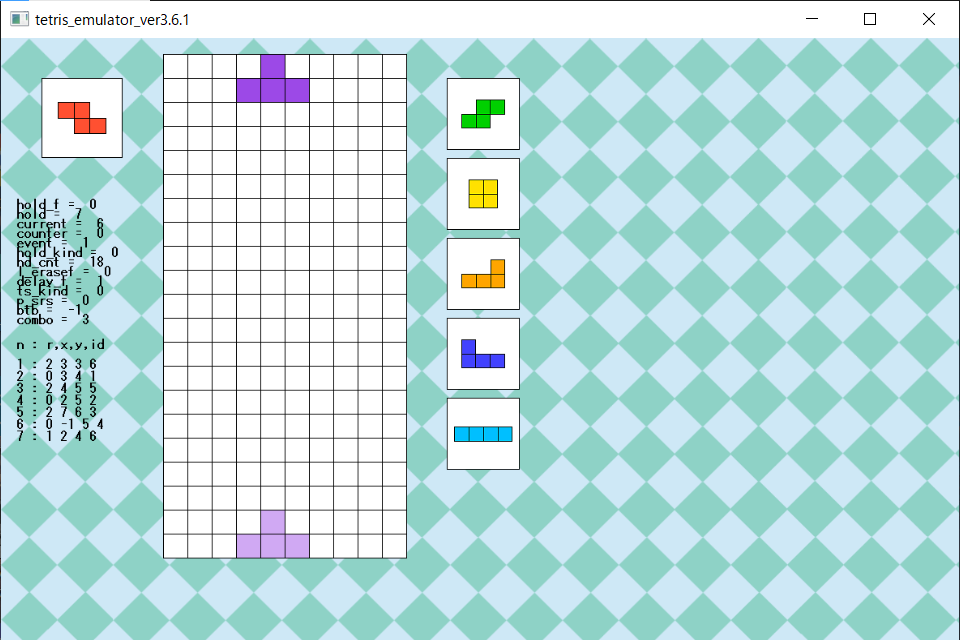 tetris_emulator_ver3.6.1
hold_f = 0
hold = 7
current = 6
counter = 0
event = 1
hold_kind = 0
nd_cnt = 18
l_erasef = 0
delay_f = 1
ts_kind = 0
p_srs = 0
btb = -1
combo = 3
n : r,x,y,id
1 : 2 3 3 6
2 : 0 3 4 1
3 : 2 4 5 5
4 : 0 2 5 2
5 : 2 7 6 3
6 : 0 -1 5 4
7 : 1 2 4 6